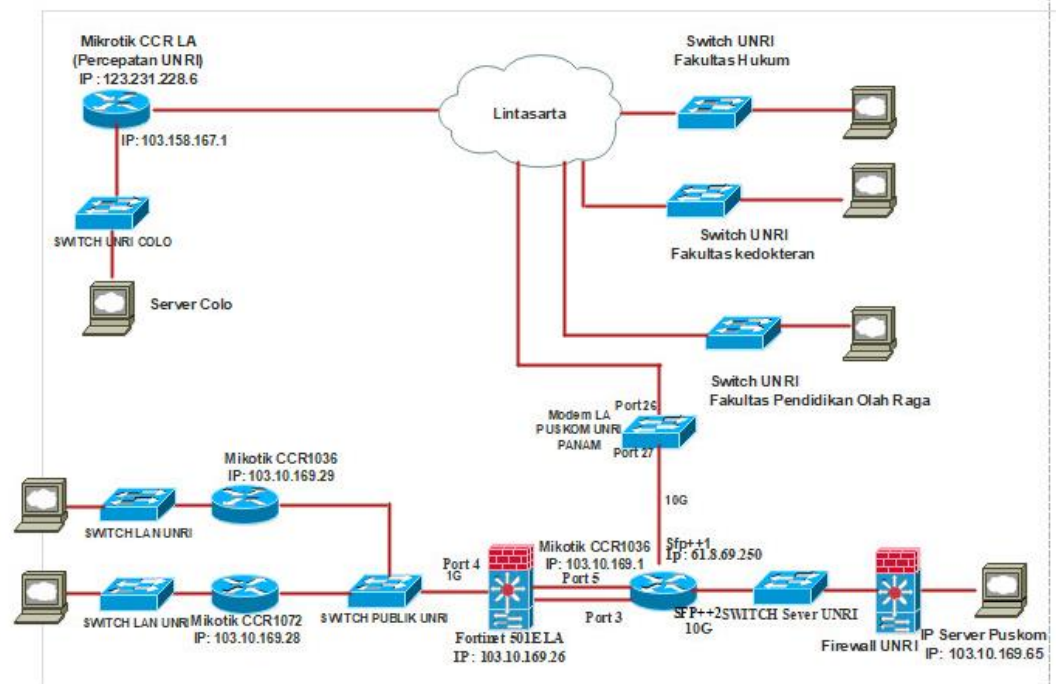 Mikrotik CCR LA
(Percepatan UNRI)
IP : 123.231.228.6
IP: 103.158.167.1
SWITCH UNRI COLO
Server Colo
Lintasarta
Switch UNRI
Fakultas Hukum
Switch UNRI
Fakultas kedokteran
Switch UNRI
Fakultas Pendidikan Olah Raga
Port 26
Modem LA
PUSKOM UNRI
PANAM
Port 27
10G
Mikotik CCR1036
IP: 103.10.169.29
SWITCH LAN UNRI
SWITCH LAN UNRI
Mikotik CCR1072
IP : 103.10.169.28
SWITCH PUBLIK UNRI
Port 4
1G
Fortinet 501E LA
IP : 103.10.169.26
Mikotik CCR1036
IP: 103.10.169.1
Port 5
Port 3
Sfp++1
Ip: 61.8.69.250
SFP++2
10G
SWITCH Sever UNRI
Firewall UNRI
IP Server Puskom
IP: 103.10.169.65